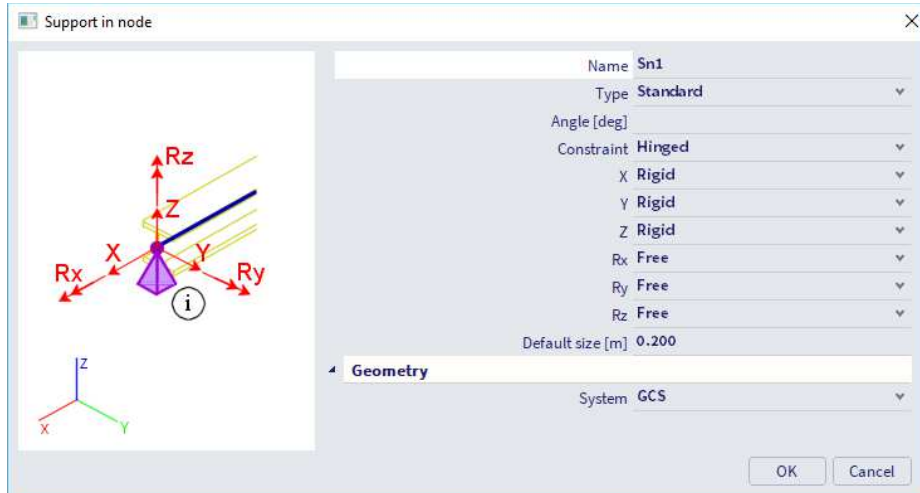 Support in node
Name Sn1
Type Standard
Angle [deg]
Constraint Hinged
X Rigid
Y Rigid
Z Rigid
Rx Free
Ry Free
Rz Free
Default size [m] 0.200
Geometry
System GCS
OK Cancel
Rz
Z
X Y
Rx Ry
i
Z
X Y